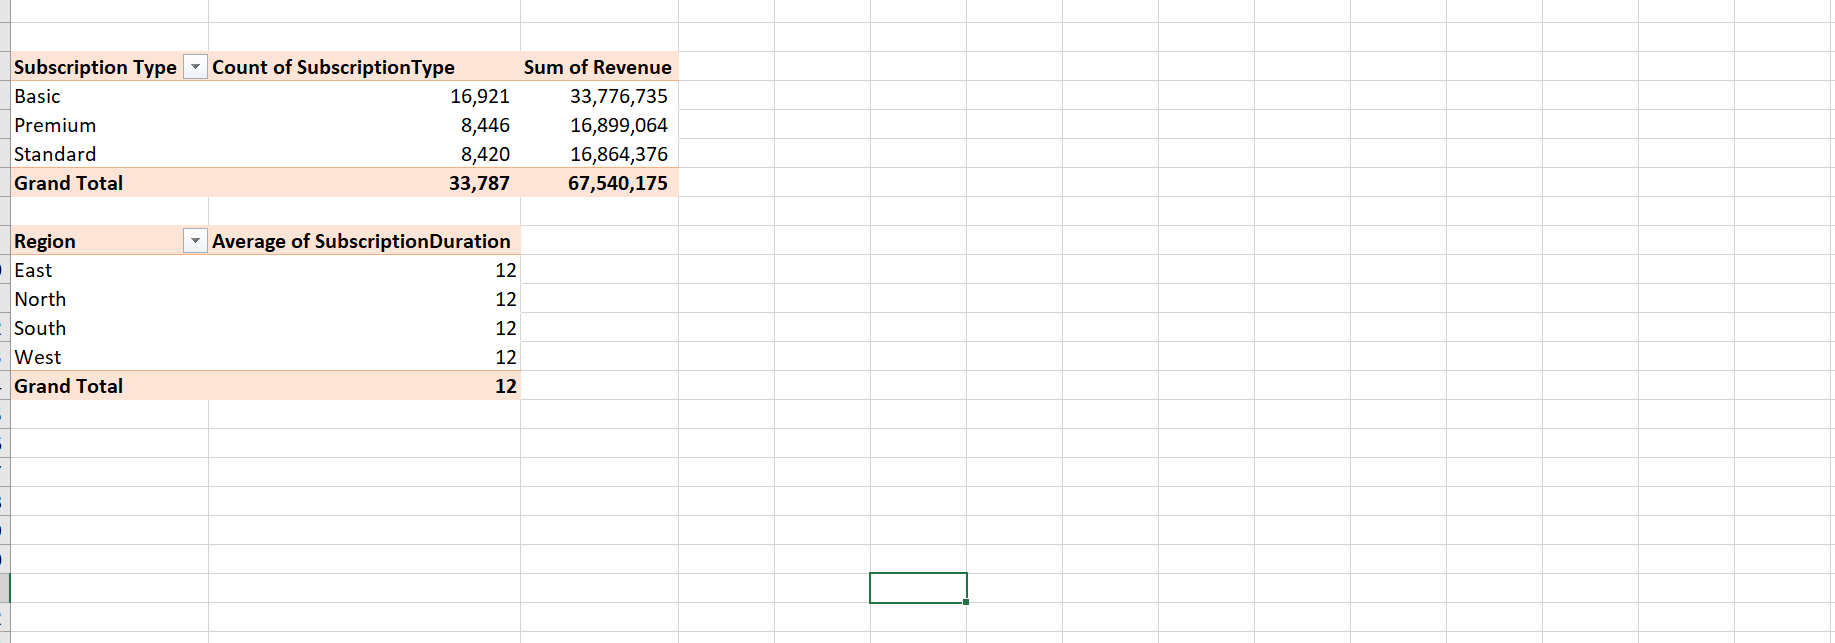 Subscription Type Count of SubscriptionType Sum of Revenue
Basic 16,921 33,776,735
Premium 8,446 16,899,064
Standard 8,420 16,864,376
Grand Total 33,787 67,540,175
Region Average of SubscriptionDuration
East 12
North 12
South 12
West 12
Grand Total 12